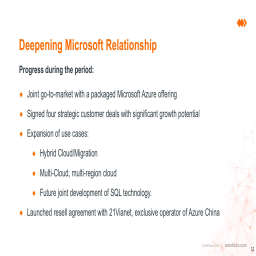 Deepening Microsoft Relationship
Progress during the period:
Joint go-to-market with a packaged Microsoft Azure offering
Signed four strategic customer deals with significant growth potential
Expansion of use cases:
Hybrid Cloud/Migration
Multi-Cloud, multi-region cloud
Future joint development of SQL technology.
Launched resell agreement with 21Vianet, exclusive operator of Azure China